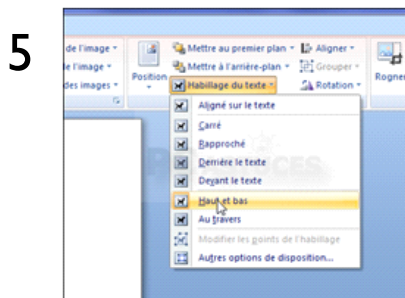 5
de l'image
Mettre au premier plan
Aligner
de l'image
Mettre à l'arrière-plan
Grouper
des images
Position
Habillage du texte
Rotation
Rogner
Aligné sur le texte
Carré
Rapproché
Derrière le texte
Devant le texte
Haut et bas
Au travers
Modifier les points de l'habillage
Autres options de disposition...